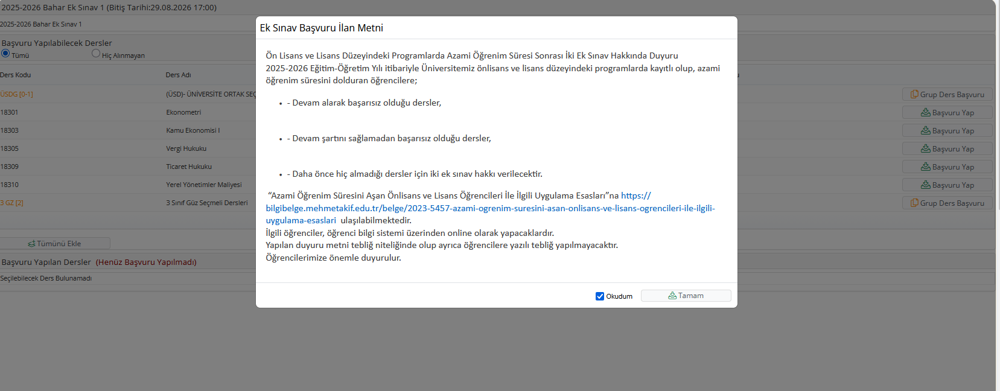 2025-2026 Bahar Ek Sınav 1 (Bitiş Tarihi:29.08.2026 17:00)
2025-2026 Bahar Ek Sınav 1
Başvuru Yapılabilecek Dersler
Tümü Hiç Alınmayan
Ders Kodu Ders Adı
ÜSDG [0-1] (ÜSD)- ÜNİVERSİTE ORTAK SEÇ Grup Ders Başvuru
18301 Ekonometri Başvuru Yap
18303 Kamu Ekonomisi I Başvuru Yap
18305 Vergi Hukuku Başvuru Yap
18309 Ticaret Hukuku Başvuru Yap
18310 Yerel Yönetimler Maliyesi Başvuru Yap
3 GZ [2] 3 Sınıf Güz Seçmeli Dersleri Grup Ders Başvuru
Tümünü Ekle
Başvuru Yapılan Dersler (Henüz Başvuru Yapılmadı)
Seçilebilecek Ders Bulunamadı
Ek Sınav Başvuru İlan Metni
Ön Lisans ve Lisans Düzeyindeki Programlarda Azami Öğrenim Süresi Sonrası İki Ek Sınav Hakkında Duyuru
2025-2026 Eğitim-Öğretim Yılı itibariyle Üniversitemiz önlisans ve lisans düzeyindeki programlarda kayıtlı olup, azami
öğrenim süresini dolduran öğrencilere;
• - Devam alarak başarısız olduğu dersler,
• - Devam şartını sağlamadan başarısız olduğu dersler,
• - Daha önce hiç almadığı dersler için iki ek sınav hakkı verilecektir.
“Azami Öğrenim Süresini Aşan Önlisans ve Lisans Öğrencileri İle İlgili Uygulama Esasları”na https://
bilgibelge.mehmetakif.edu.tr/belge/2023-5457-azami-ogrenim-suresini-asan-onlisans-ve-lisans-ogrencileri-ile-ilgili-
uygulama-esaslari ulaşılabilmektedir.
İlgili öğrenciler, öğrenci bilgi sistemi üzerinden online olarak yapacaklardır.
Yapılan duyuru metni tebliğ niteliğinde olup ayrıca öğrencilere yazılı tebliğ yapılmayacaktır.
Öğrencilerimize önemle duyurulur.
Okudum Tamam